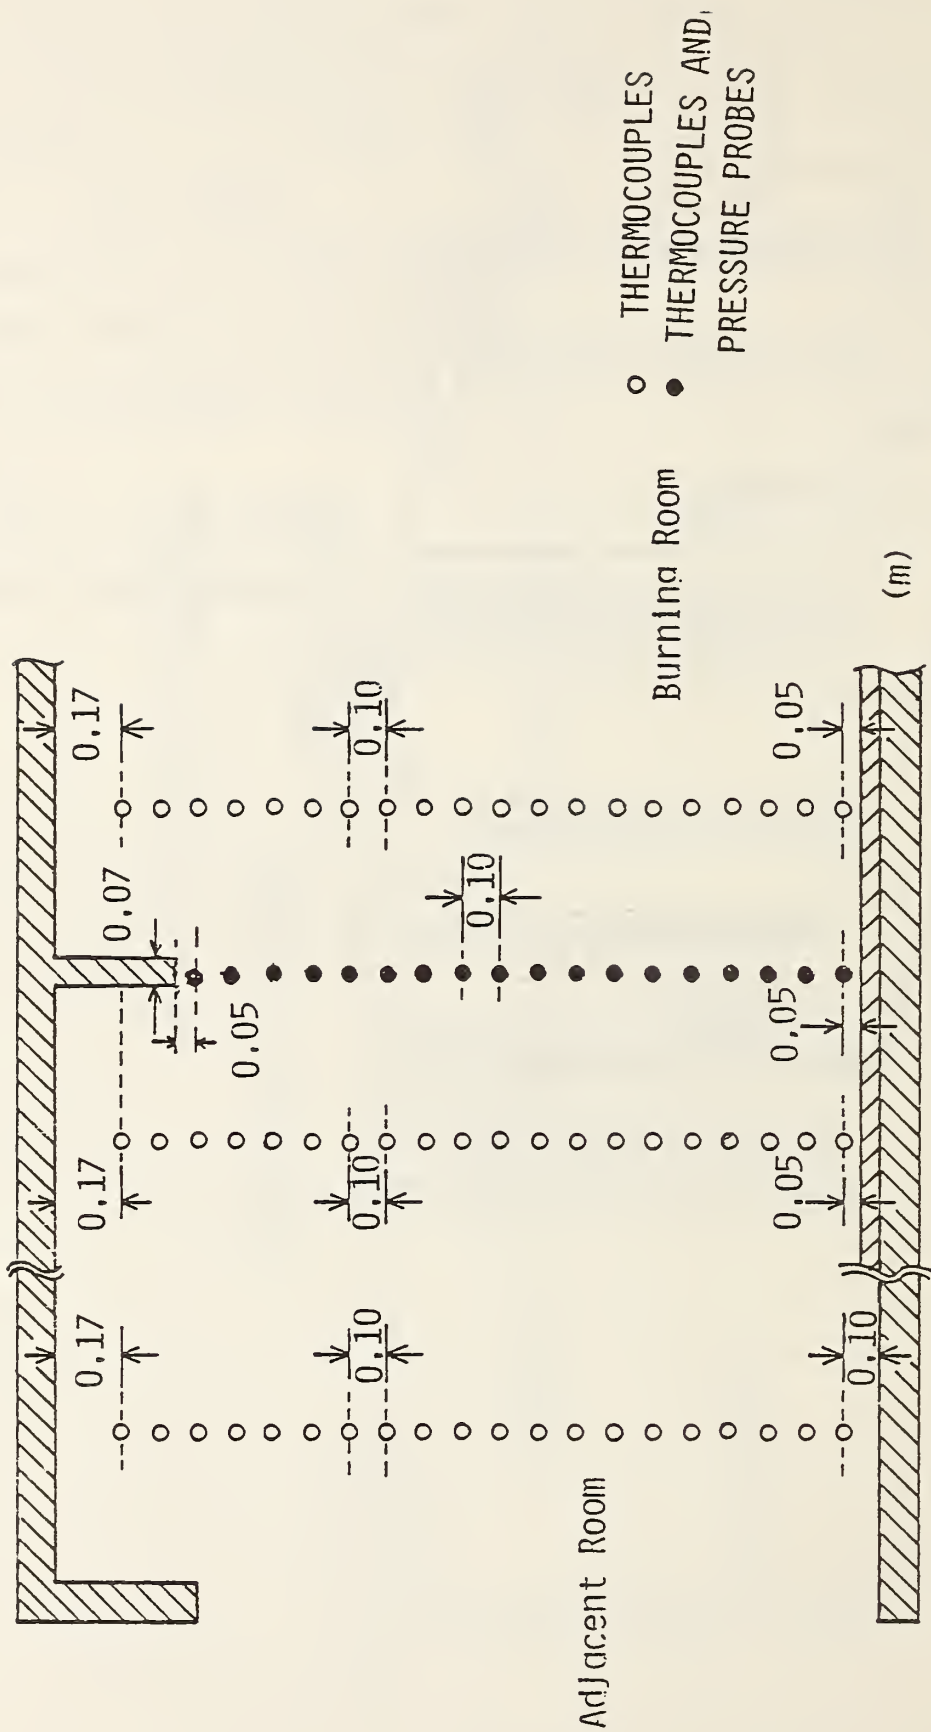 0.17
0.17
0.07
0.17
0.05
0.10
0.10
0.10
0.10
0.10
0.05
0.05
0.05
Adjacent Room
Burning Room
(m)
THERMOCOUPLES
THERMOCOUPLES AND
PRESSURE PROBES